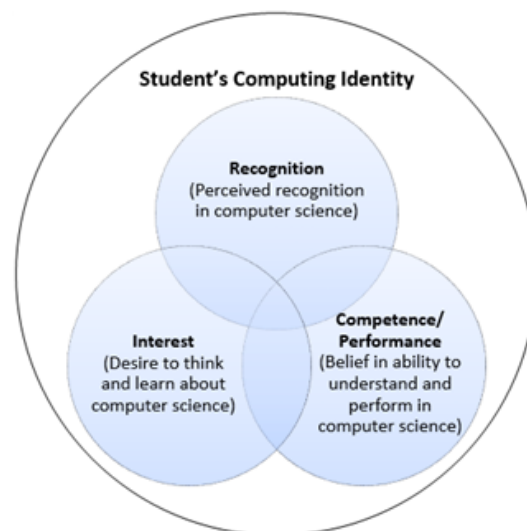 Student’s Computing Identity
Recognition
(Perceived recognition
in computer science)
Interest
(Desire to think
and learn about
computer science)
Competence/
Performance
(Belief in ability to
understand and
perform in
computer science)